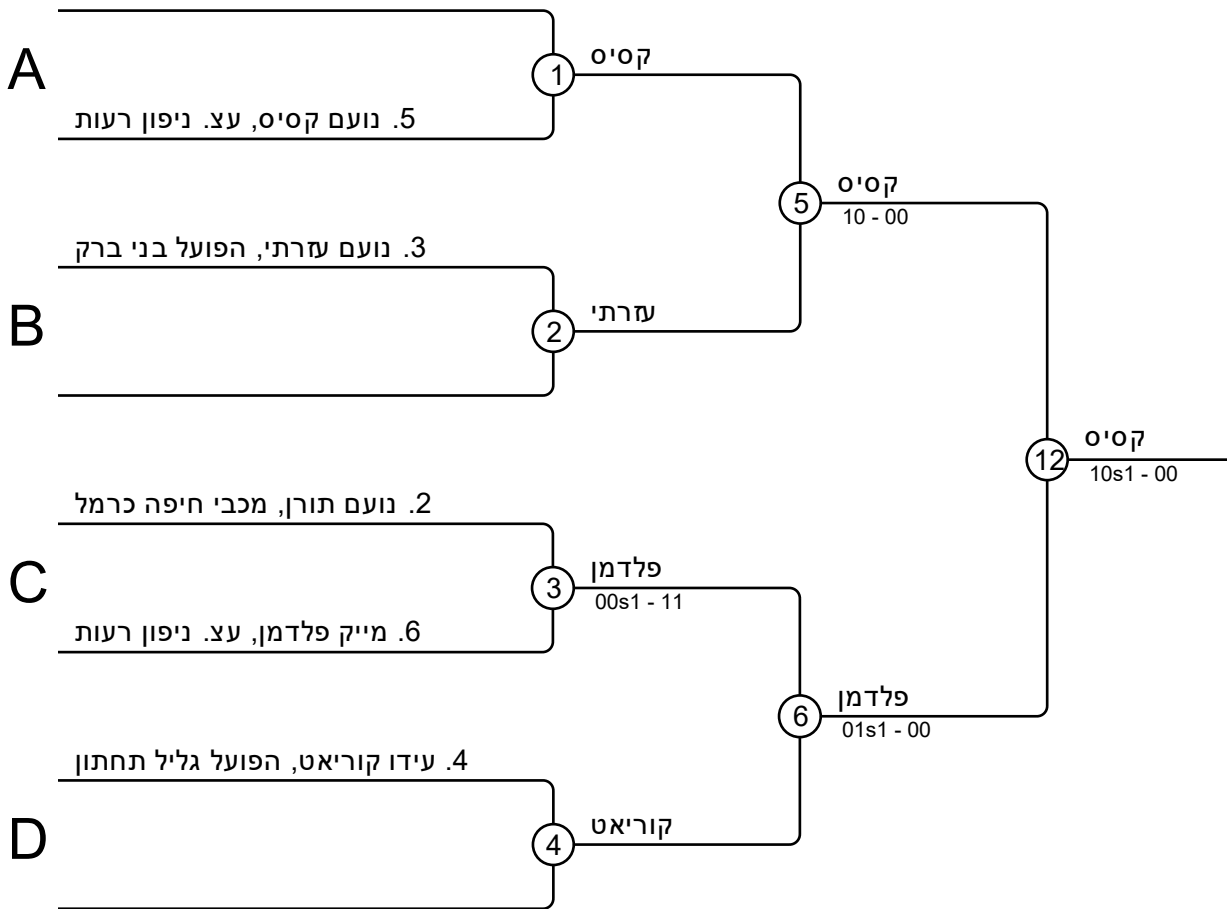 A
1
קסיס
5. נועם קסיס, עצ. ניפון רעות
5
קסיס
10 - 00
3. נועם עזרתי, הפועל בני ברק
B
2
עזרתי
12
קסיס
10s1 - 00
2. נועם תורן, מכבי חיפה כרמל
C
3
פלדמן
00s1 - 11
6. מייק פלדמן, עצ. ניפון רעות
6
פלדמן
01s1 - 00
4. עידו קוריאט, הפועל גליל תחתון
D
4
קוריאט